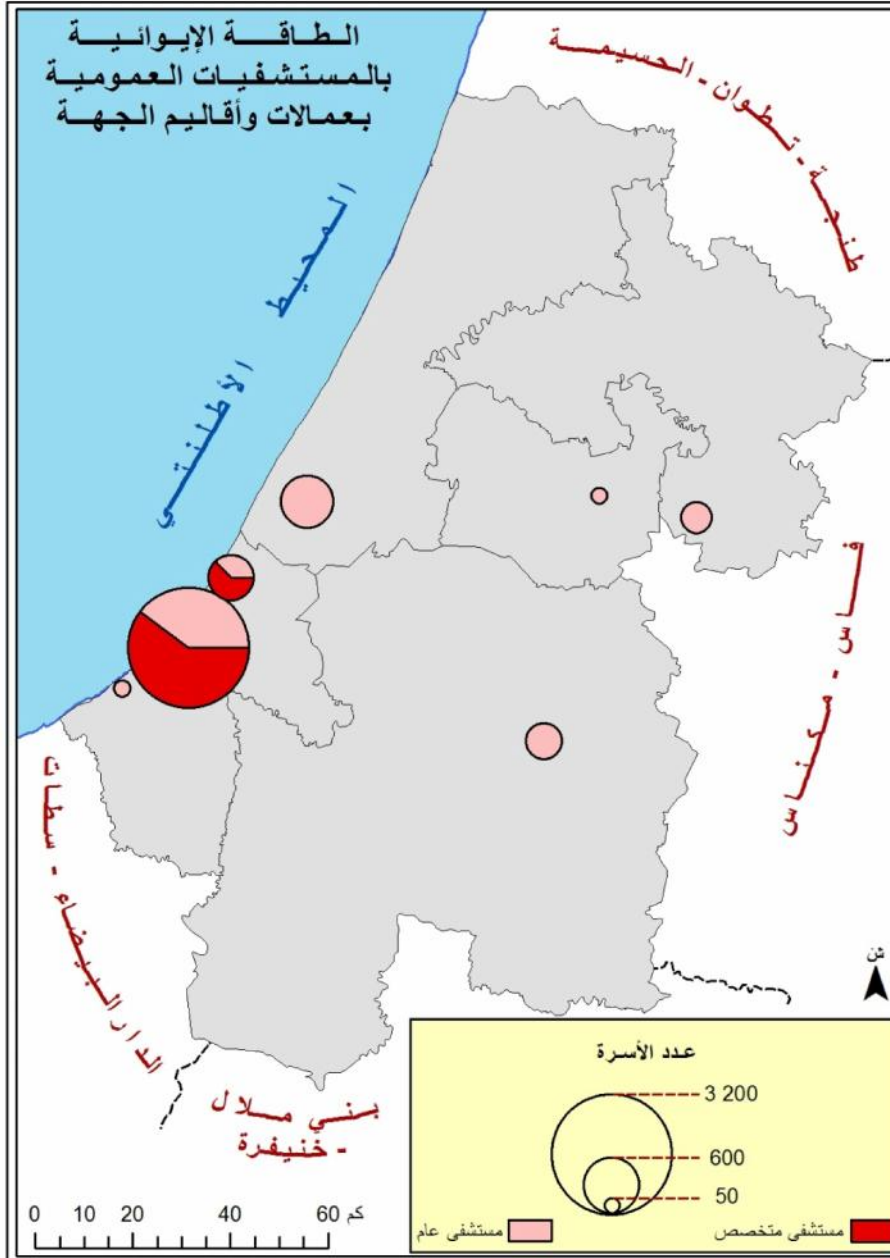 الطاقة الإيوائية
بالمستشفيات العمومية
بعمالات وأقاليم الجهة
طنجة - تطوان - الحسيمة
المحيط
الأطلنتي
فاس - مكناس
الدار البيضاء - سطات
بني ملال
- خنيفرة
ثن
عدد الأسرة
3 200
600
50
مستشفى متخصص
مستشفى عام
0 10 20 40 60 كم